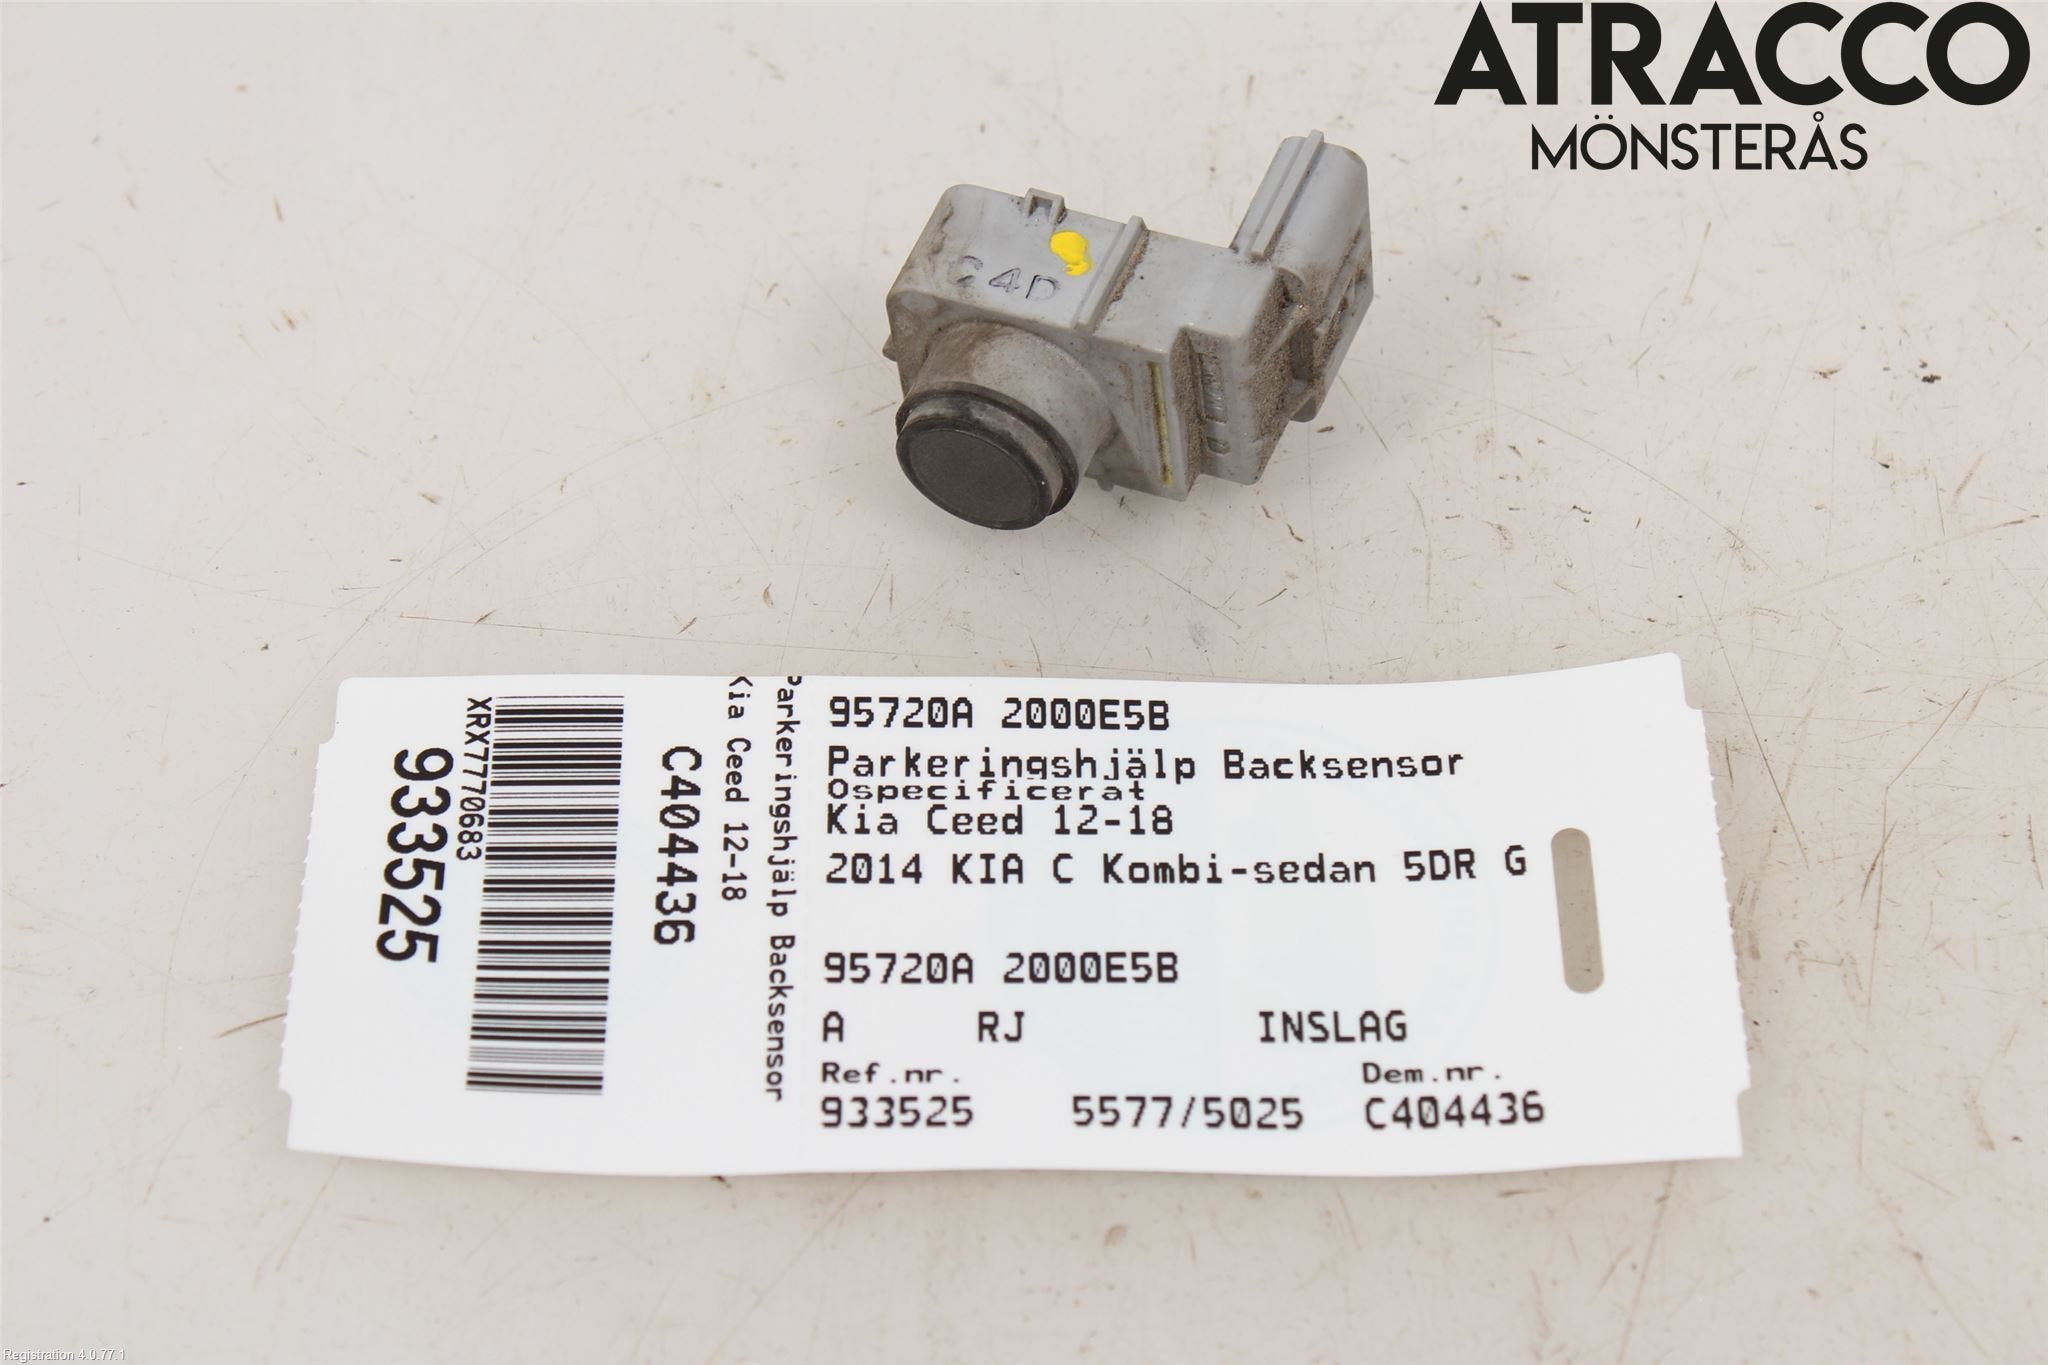 ATRACCO
MÖNSTERÅS
C4D
95720A 2000E5B
Parkeringshjälp Backsensor
Ospecificerat
Kia Ceed 12-18
2014 KIA C Kombi-sedan 5DR G
95720A 2000E5B
A RJ INSLAG
Ref.nr. Dem.nr.
933525 5577/5025 C404436
Parkeringshjälp Backsensor
Kia Ceed 12-18
C404436
XRX7770683
933525
Registration 4.0.77.1